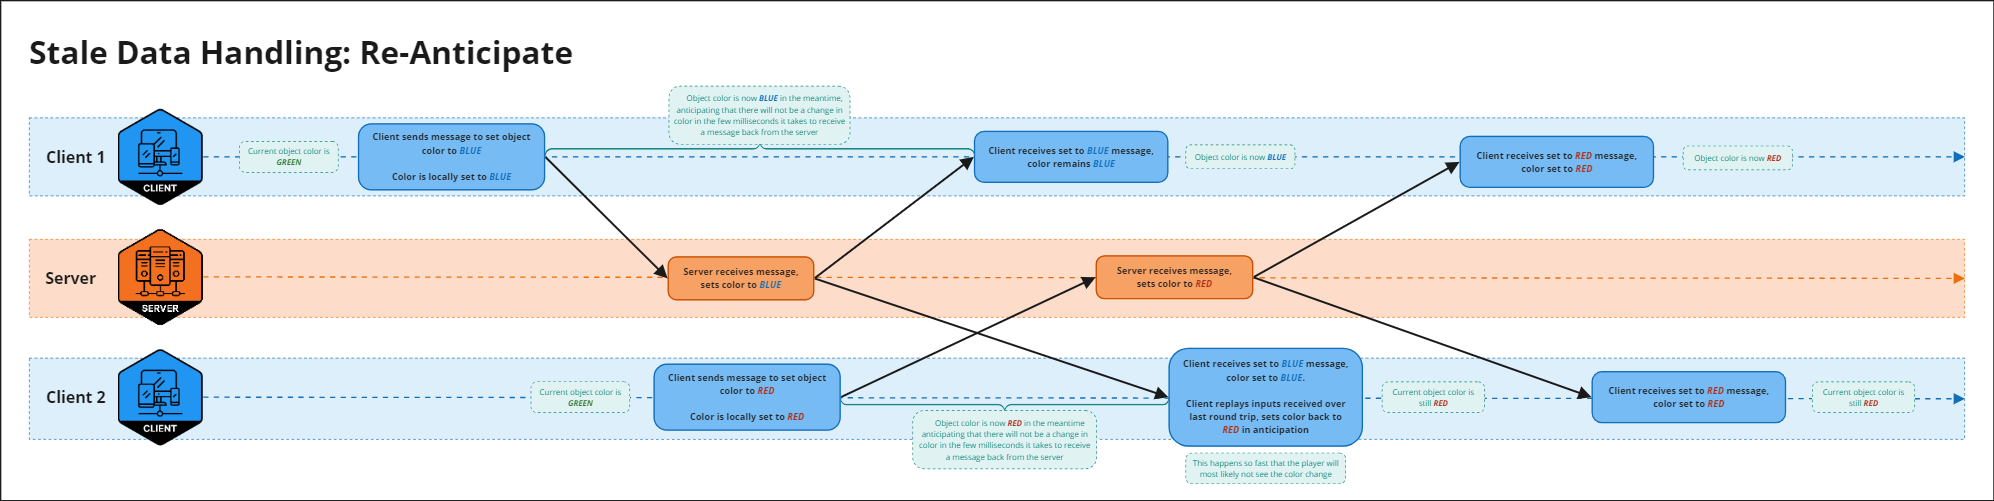 Stale Data Handling: Re-Anticipate
Object color is now BLUE in the meantime,
anticipating that there will not be a change in
color in the few milliseconds it takes to receive
a message back from the server
Client 1
CLIENT
Current object color is
GREEN
Client sends message to set object
color to BLUE
Color is locally set to BLUE
Client receives set to BLUE message,
color remains BLUE
Object color is now BLUE
Client receives set to RED message,
color set to RED
Object color is now RED
Server
SERVER
Server receives message,
sets color to BLUE
Server receives message,
sets color to RED
Client 2
CLIENT
Current object color is
GREEN
Client sends message to set object
color to RED
Color is locally set to RED
Object color is now RED in the meantime
anticipating that there will not be a change in
color in the few milliseconds it takes to receive
a message back from the server
Client receives set to BLUE message,
color set to BLUE.
Client replays inputs received over
last round trip, sets color back to
RED in anticipation
This happens so fast that the player will
most likely not see the color change
Current object color is
still RED
Client receives set to RED message,
color set to RED
Current object color is
still RED